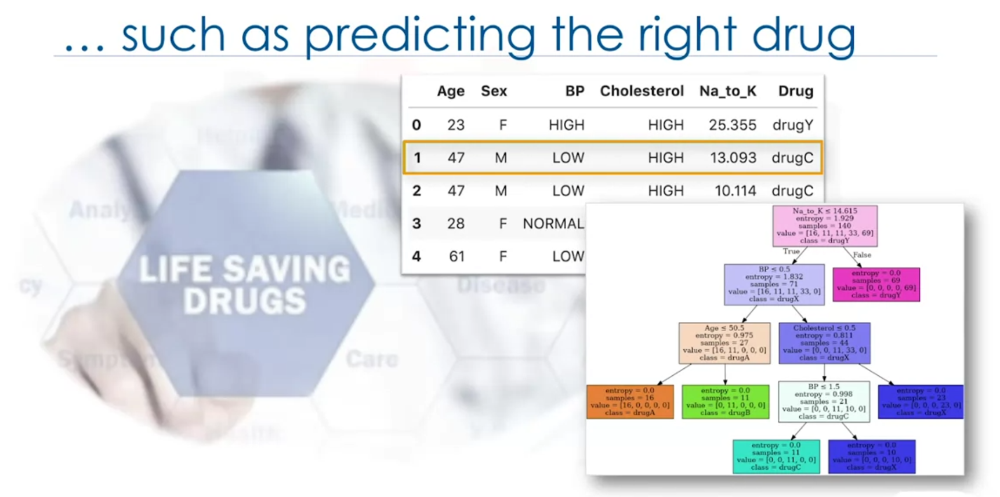 ... such as predicting the right drug
Age Sex BP Cholesterol Na_to_K Drug
0 23 F HIGH HIGH 25.355 drugY
1 47 M LOW HIGH 13.093 drugC
2 47 M LOW HIGH 10.114 drugC
3 28 F NORMAL
4 61 F LOW
LIFE SAVING
DRUGS
Disease
Care
cy
Na_to_K ≤ 14.615
entropy = 1.929
samples = 140
value = [16, 11, 11, 33, 69]
class = drugY
True
False
BP ≤ 0.5
entropy = 1.832
samples = 71
value = [16, 11, 11, 33, 0]
class = drugX
entropy = 0.0
samples = 69
value = [0, 0, 0, 0, 69]
class = drugY
Age ≤ 50.5
entropy = 0.975
samples = 27
value = [16, 11, 0, 0, 0]
class = drugA
Cholesterol ≤ 0.5
entropy = 0.811
samples = 44
value = [0, 0, 11, 33, 0]
class = drugX
entropy = 0.0
samples = 16
value = [16, 0, 0, 0, 0]
class = drugA
entropy = 0.0
samples = 11
value = [0, 11, 0, 0, 0]
class = drugB
BP ≤ 1.5
entropy = 0.998
samples = 21
value = [0, 0, 11, 10, 0]
class = drugC
entropy = 0.0
samples = 23
value = [0, 0, 0, 23, 0]
class = drugX
entropy = 0.0
samples = 11
value = [0, 0, 11, 0, 0]
class = drugC
entropy = 0.0
samples = 10
value = [0, 0, 0, 10, 0]
class = drugX